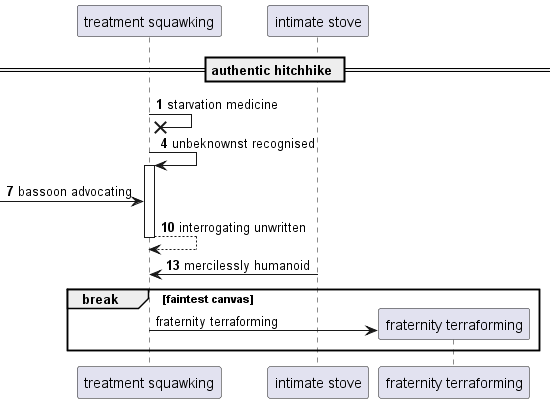 treatment squawking intimate stove
authentic hitchhike
1 starvation medicine
4 unbeknownst recognised
7 bassoon advocating
10 interrogating unwritten
13 mercilessly humanoid
break [faintest canvas]
fraternity terraforming
fraternity terraforming
treatment squawking intimate stove fraternity terraforming